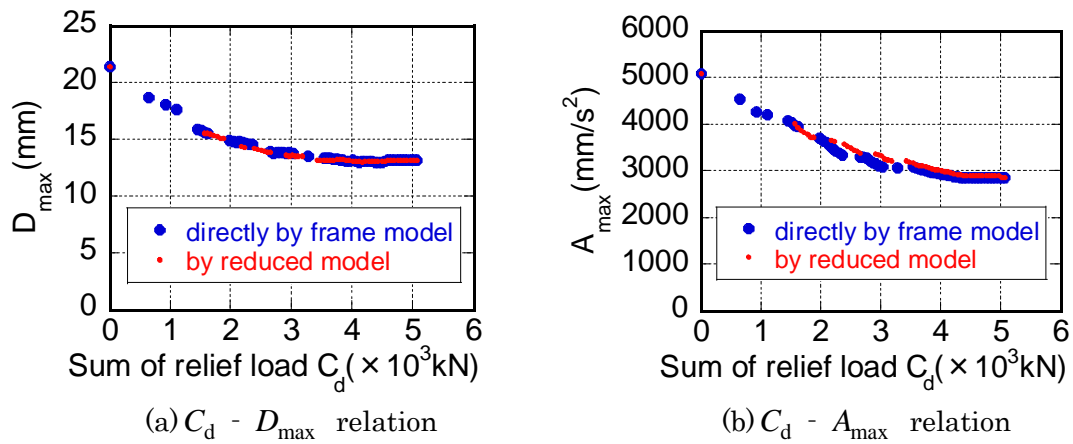 25
20
15
10
5
0
D_max(mm)
directly by frame model
by reduced model
0 1 2 3 4 5 6
Sum of relief load C_d(×10^3kN)
(a) C_d - D_max relation
6000
5000
4000
3000
2000
1000
0
A_max(mm/s^2)
directly by frame model
by reduced model
0 1 2 3 4 5 6
Sum of relief load C_d(×10^3kN)
(b) C_d - A_max relation